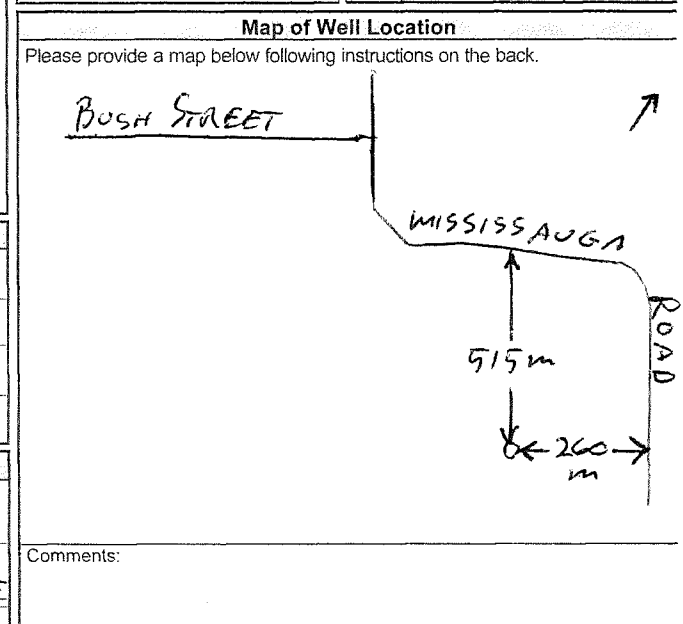 Map of Well Location
Please provide a map below following instructions on the back.
BUSH STREET
MISSISSAUGA
ROAD
515 m
260
m
Comments: